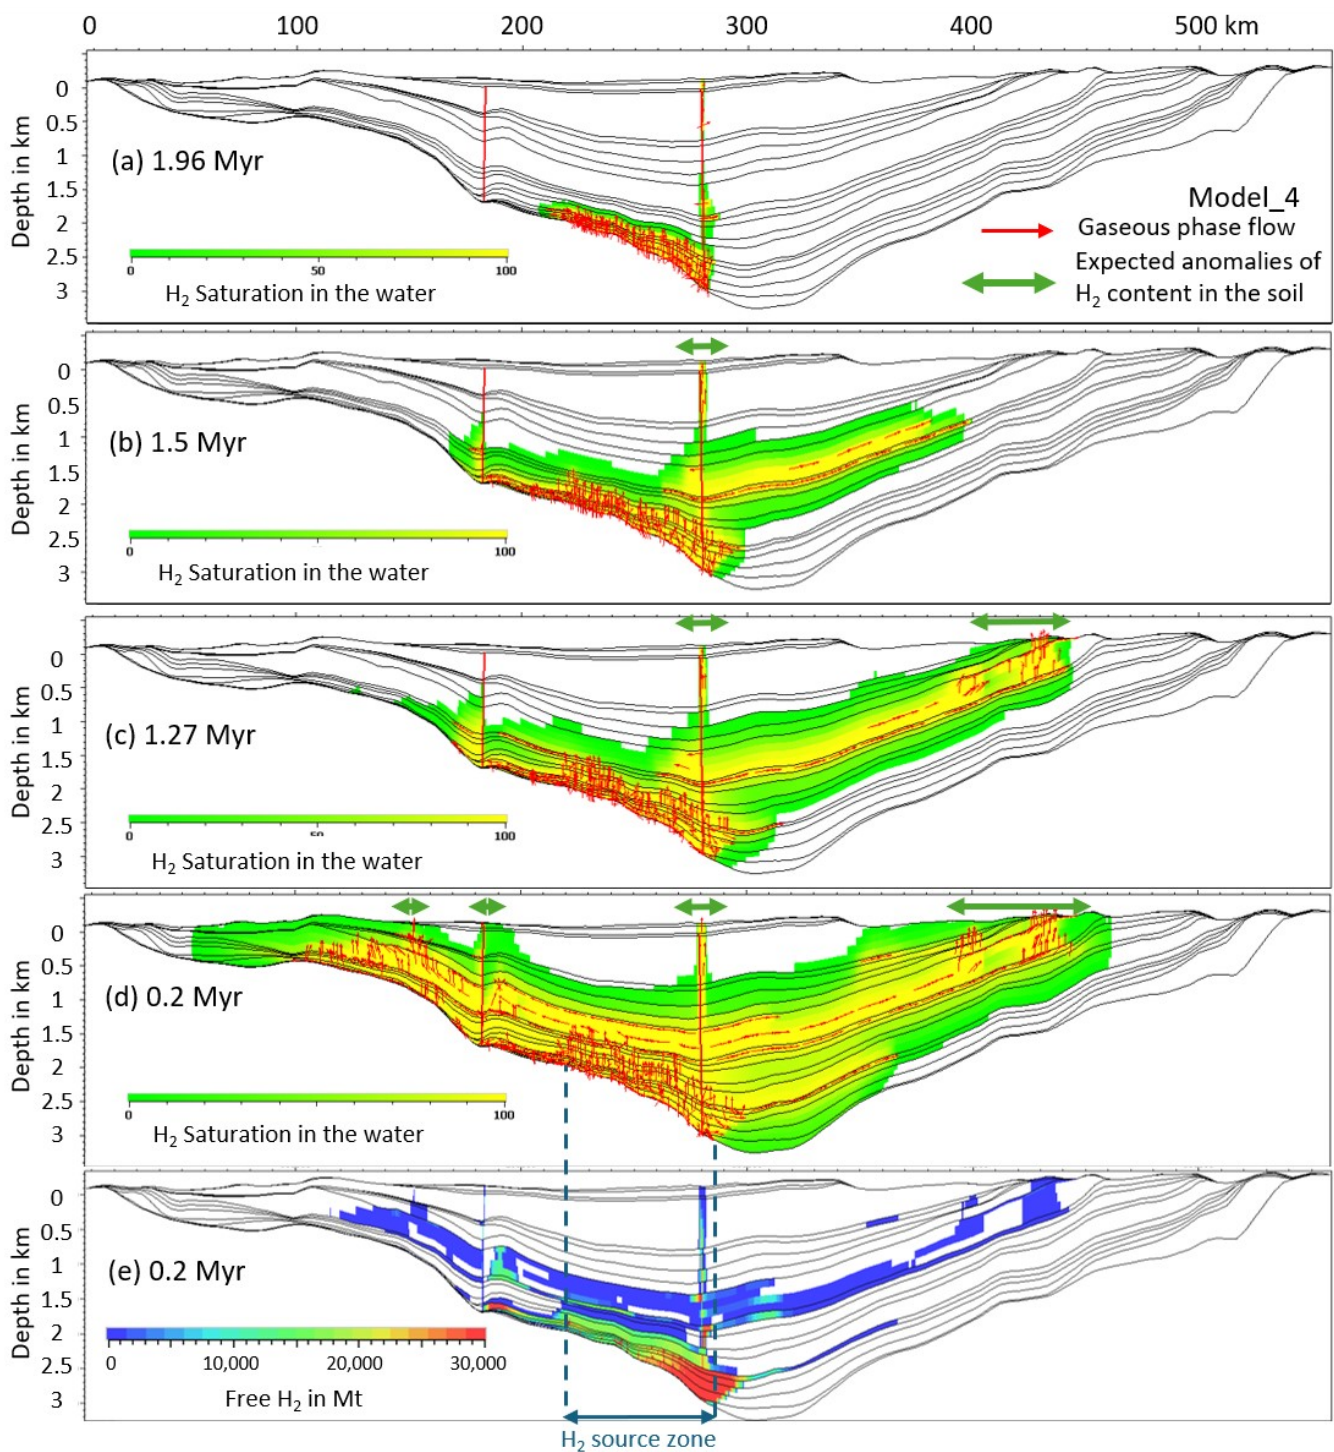 0 100 200 300 400 500 km
0
0.5
1
1.5
2
2.5
3
Depth in km
(a) 1.96 Myr
0 50 100
H2 Saturation in the water
Model_4
Gaseous phase flow
Expected anomalies of
H2 content in the soil
0
0.5
1
1.5
2
2.5
3
Depth in km
(b) 1.5 Myr
0 100
H2 Saturation in the water
0
0.5
1
1.5
2
2.5
3
Depth in km
(c) 1.27 Myr
0 50 100
H2 Saturation in the water
0
0.5
1
1.5
2
2.5
3
Depth in km
(d) 0.2 Myr
0 100
H2 Saturation in the water
0
0.5
1
1.5
2
2.5
3
Depth in km
(e) 0.2 Myr
0 10,000 20,000 30,000
Free H2 in Mt
H2 source zone